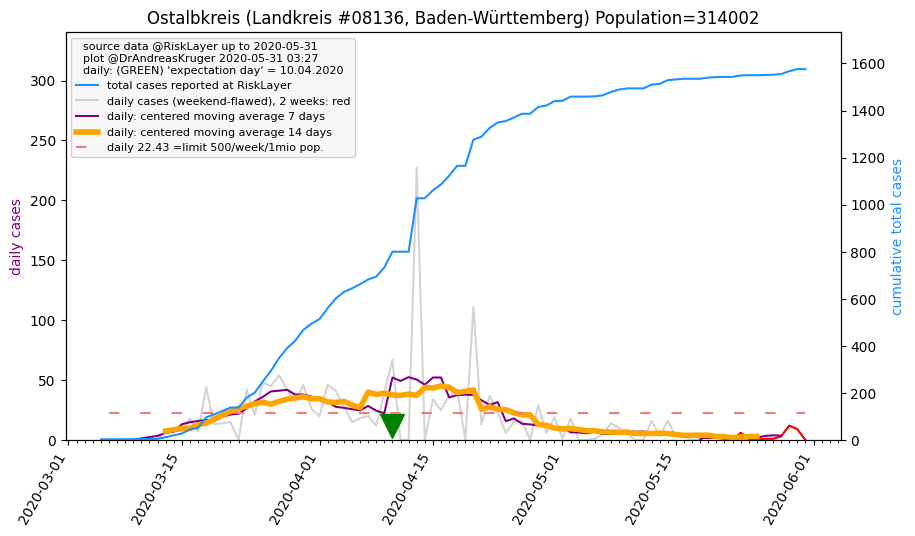 Ostalbkreis (Landkreis #08136, Baden-Württemberg) Population=314002
source data @RiskLayer up to 2020-05-31
plot @DrAndreasKruger 2020-05-31 03:27
daily: (GREEN) 'expectation day' = 10.04.2020
total cases reported at RiskLayer
daily cases (weekend-flawed), 2 weeks: red
daily: centered moving average 7 days
daily: centered moving average 14 days
daily 22.43 =limit 500/week/1mio pop.
daily cases
300
250
200
150
100
50
0
cumulative total cases
1600
1400
1200
1000
800
600
400
200
0
2020-03-01
2020-03-15
2020-04-01
2020-04-15
2020-05-01
2020-05-15
2020-06-01